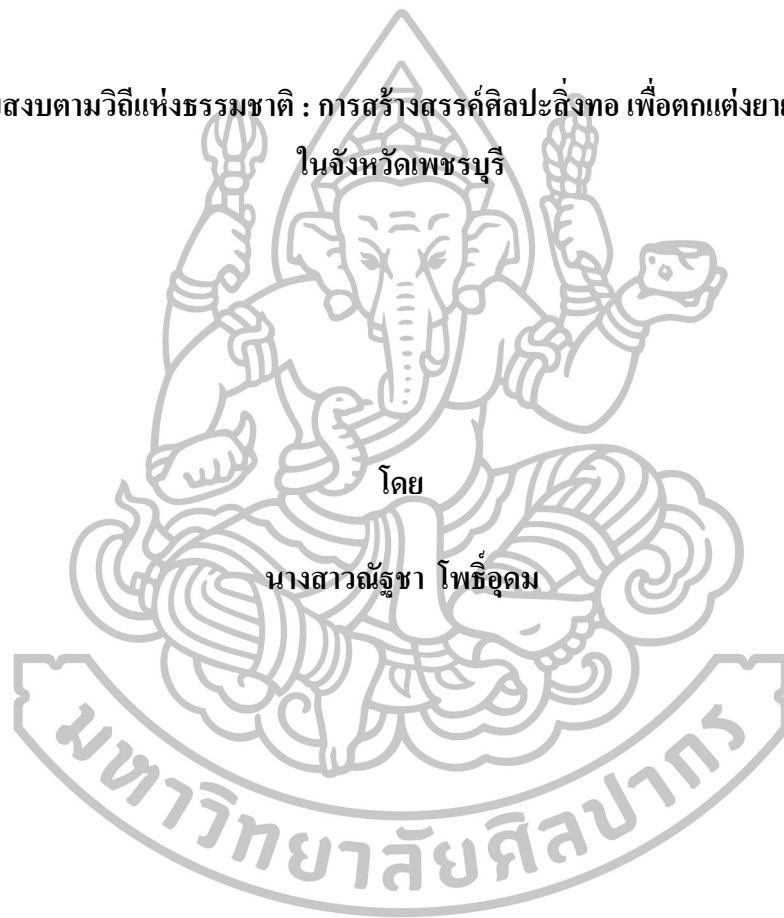 สงบตามวิถีแห่งธรรมชาติ : การสร้างสรรค์ศิลปะสิ่งทอ เพื่อตกแต่ง
ในจังหวัดเพชรบุรี
โดย
นางสาวณัฐชา โพธิ์อุดม
มหาวิทยาลัยศิลปากร